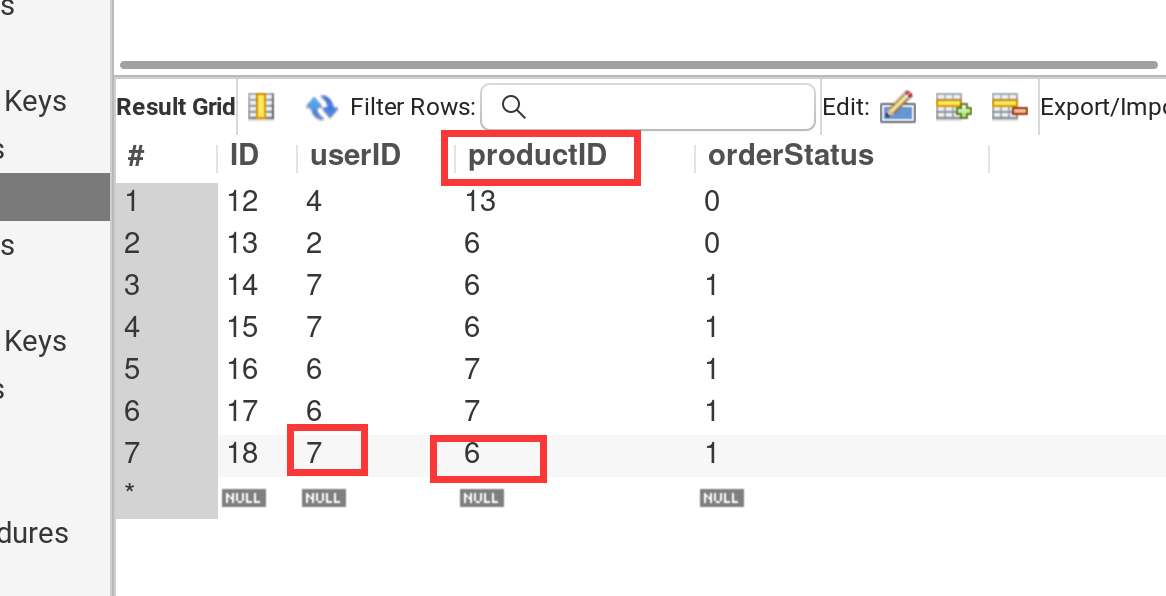 s
Keys
s
s
Keys
s
dures
Result Grid Filter Rows: Edit: Export/Impo
# ID userID productID orderStatus
1 12 4 13 0
2 13 2 6 0
3 14 7 6 1
4 15 7 6 1
5 16 6 7 1
6 17 6 7 1
7 18 7 6 1
* NULL NULL NULL NULL